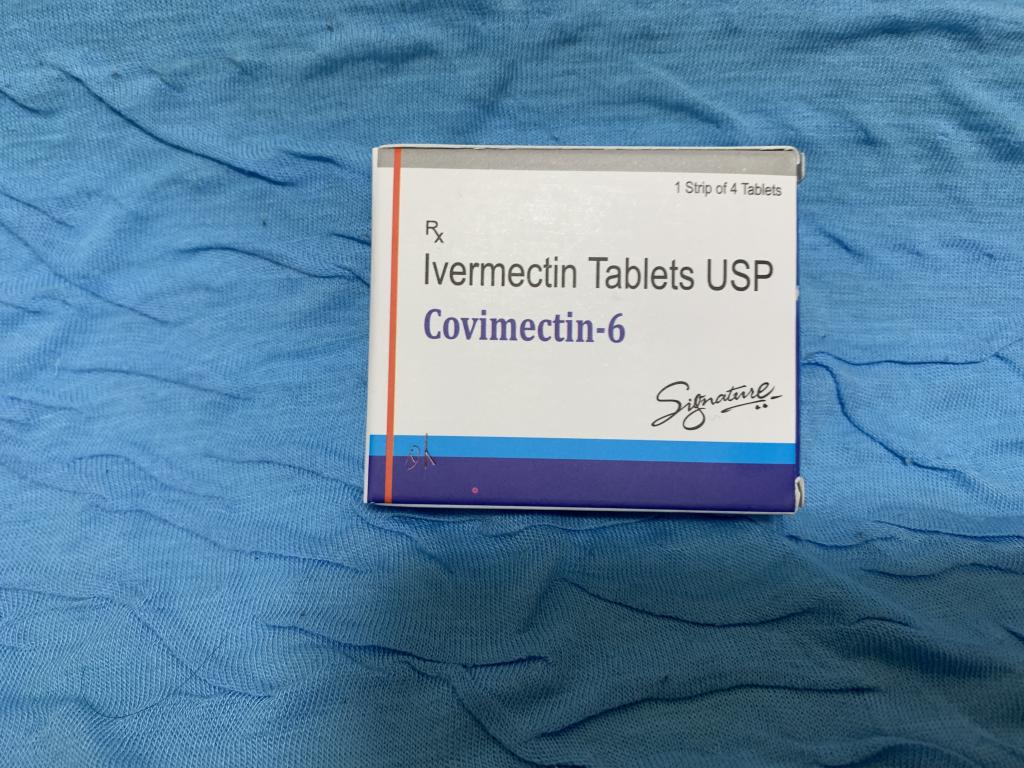 1 Strip of 4 Tablets
Rx
Ivermectin Tablets USP
Covimectin-6
Signature